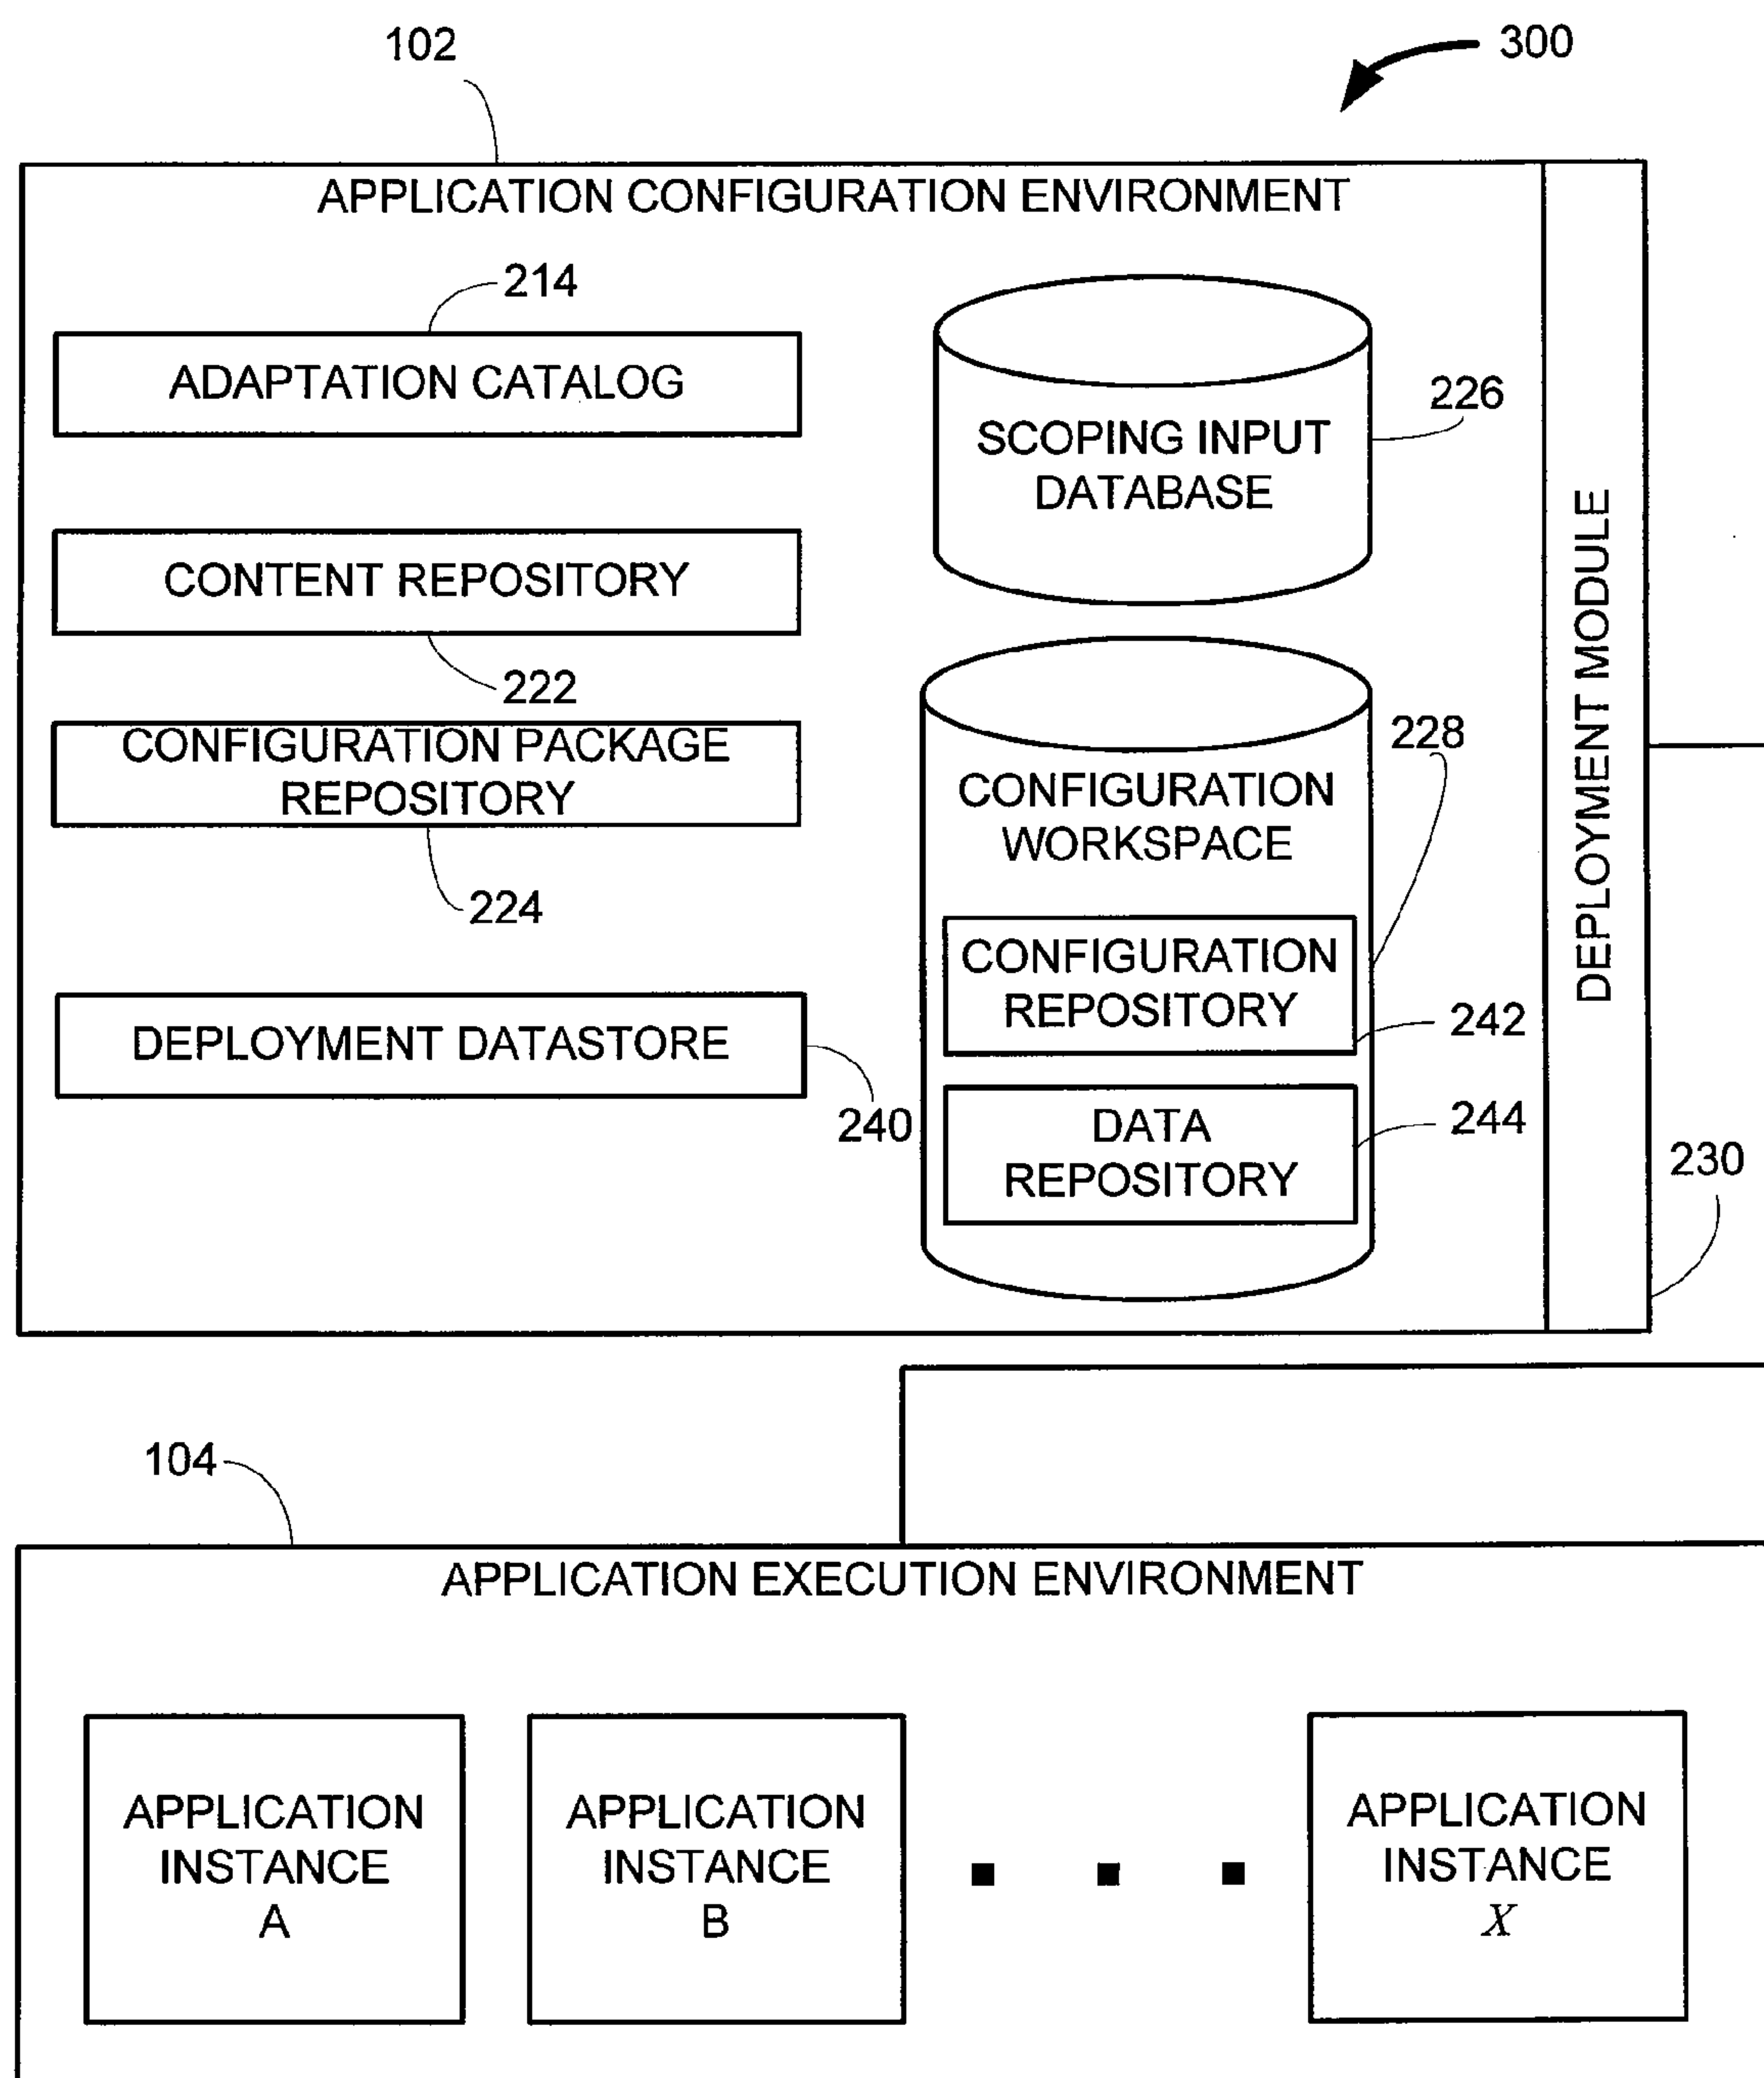 102
300
APPLICATION CONFIGURATION ENVIRONMENT
214
ADAPTATION CATALOG
226
SCOPING INPUT
DATABASE
CONTENT REPOSITORY
222
CONFIGURATION PACKAGE
REPOSITORY
224
228
CONFIGURATION
WORKSPACE
CONFIGURATION
REPOSITORY
242
DEPLOYMENT DATASTORE
240
DATA
REPOSITORY
244
DEPLOYMENT MODULE
230
104
APPLICATION EXECUTION ENVIRONMENT
APPLICATION
INSTANCE
A
APPLICATION
INSTANCE
B
APPLICATION
INSTANCE
X